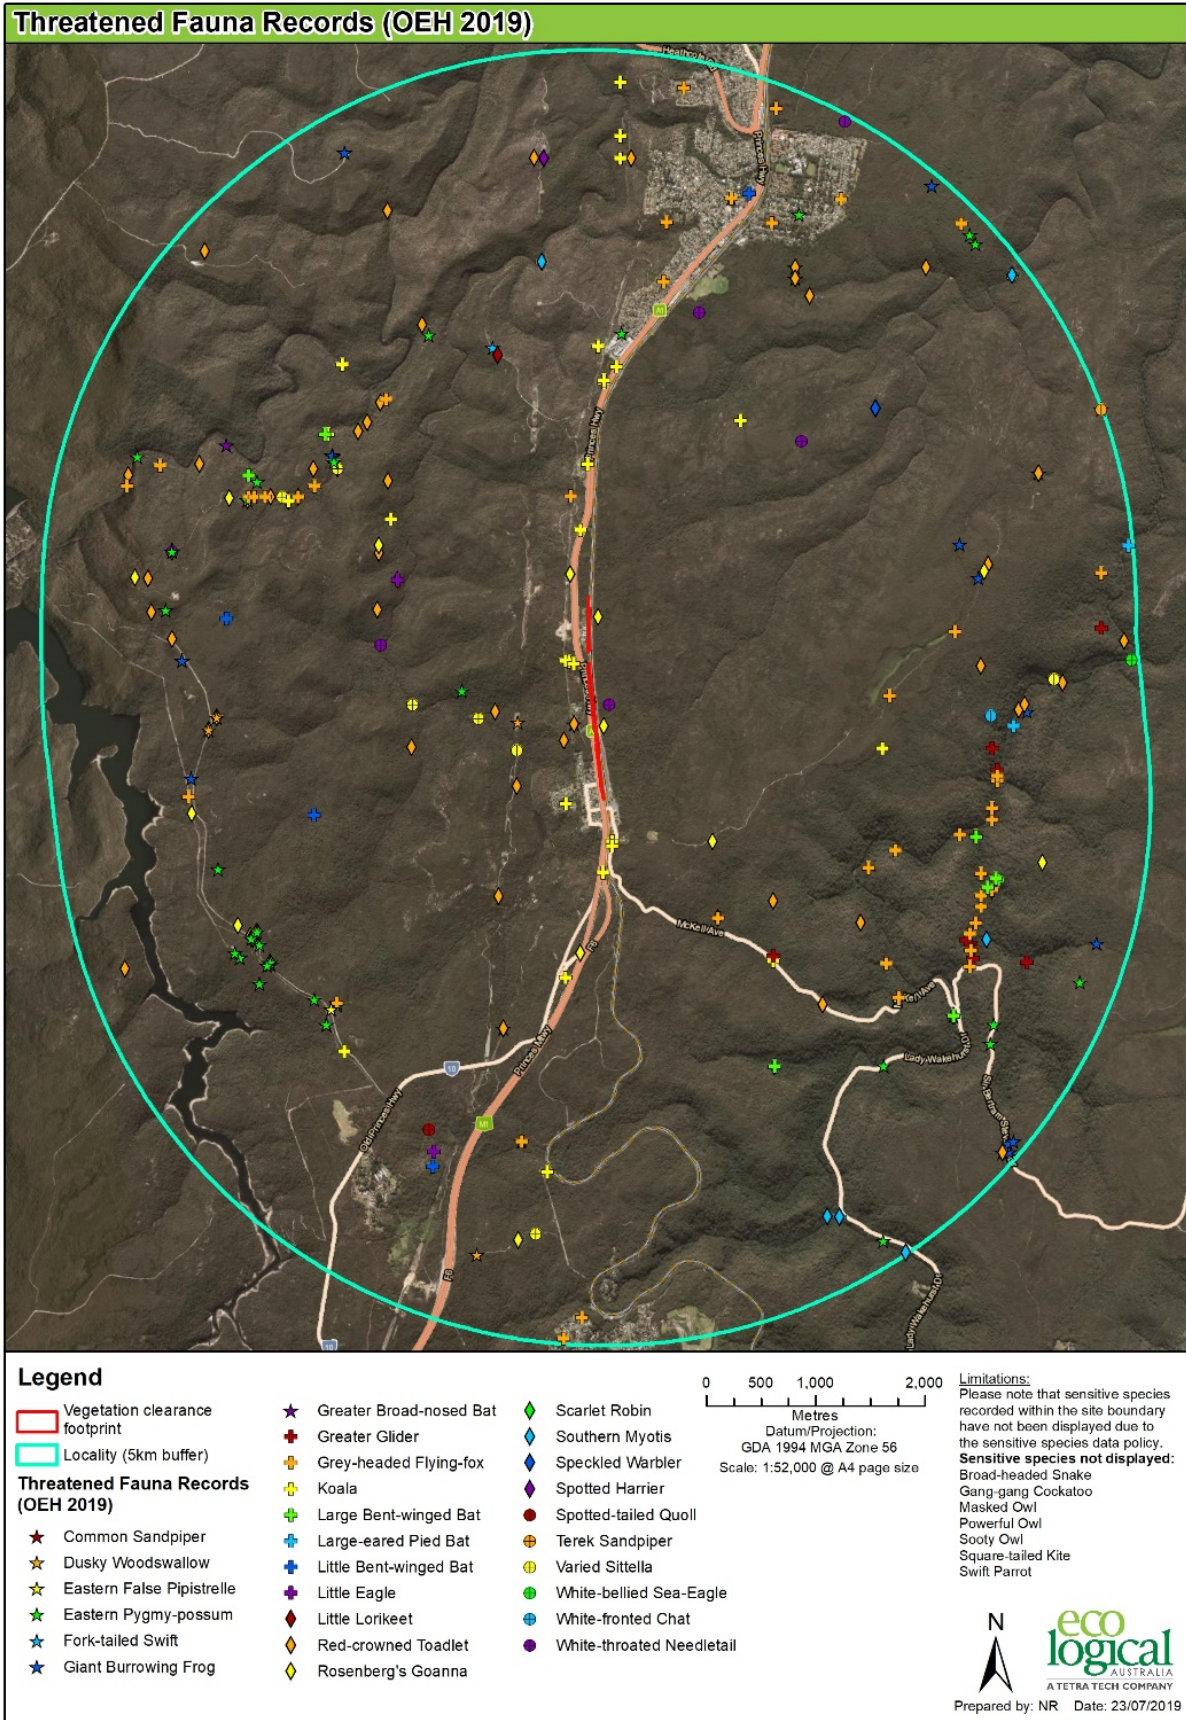 Threatened Fauna Records (OEH 2019)
Princes Hwy
A1
Princes Hwy
McKell Ave
F6
Princes Mwy
10
Old Princes Hwy
M1
F6
10
Lady Wakehurst Dr
Legend
Vegetation clearance
footprint
Locality (5km buffer)
Threatened Fauna Records
(OEH 2019)
Common Sandpiper
Dusky Woodswallow
Eastern False Pipistrelle
Eastern Pygmy-possum
Fork-tailed Swift
Giant Burrowing Frog
Greater Broad-nosed Bat
Greater Glider
Grey-headed Flying-fox
Koala
Large Bent-winged Bat
Large-eared Pied Bat
Little Bent-winged Bat
Little Eagle
Little Lorikeet
Red-crowned Toadlet
Rosenberg's Goanna
Scarlet Robin
Southern Myotis
Speckled Warbler
Spotted Harrier
Spotted-tailed Quoll
Terek Sandpiper
Varied Sittella
White-bellied Sea-Eagle
White-fronted Chat
White-throated Needletail
0 500 1,000 2,000
Metres
Datum/Projection:
GDA 1994 MGA Zone 56
Scale: 1:52,000 @ A4 page size
Limitations:
Please note that sensitive species
recorded within the site boundary
have not been displayed due to
the sensitive species data policy.
Sensitive species not displayed:
Broad-headed Snake
Gang-gang Cockatoo
Masked Owl
Powerful Owl
Sooty Owl
Square-tailed Kite
Swift Parrot
N
eco
logical
AUSTRALIA
A TETRA TECH COMPANY
Prepared by: NR Date: 23/07/2019